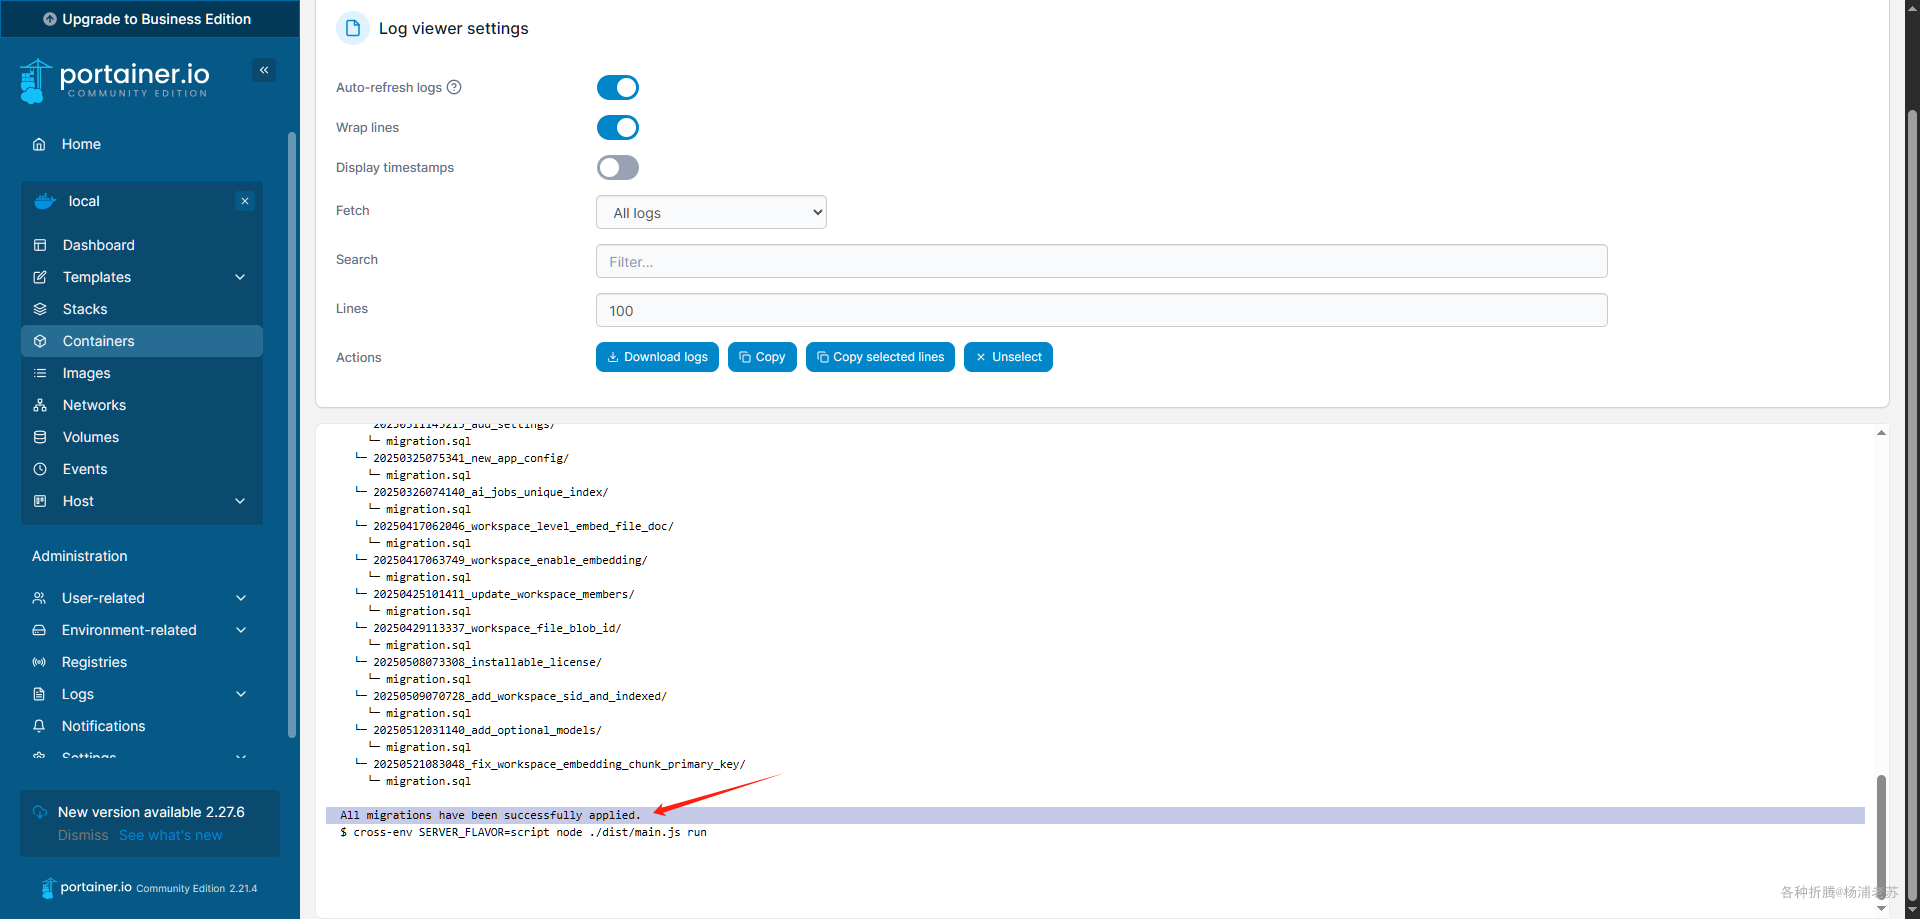 Upgrade to Business Edition
portainer.io
COMMUNITY EDITION
Home
local
Dashboard
Templates
Stacks
Containers
Images
Networks
Volumes
Events
Host
Administration
User-related
Environment-related
Registries
Logs
Notifications
Settings
New version available 2.27.6
Dismiss See what's new
portainer.io Community Edition 2.21.4
Log viewer settings
Auto-refresh logs
Wrap lines
Display timestamps
Fetch All logs
Search Filter...
Lines 100
Actions Download logs Copy Copy selected lines Unselect
└─ migration.sql
└─ 20250325075341_new_app_config/
└─ migration.sql
└─ 20250326074140_ai_jobs_unique_index/
└─ migration.sql
└─ 20250417062046_workspace_level_embed_file_doc/
└─ migration.sql
└─ 20250417063749_workspace_enable_embedding/
└─ migration.sql
└─ 20250425101411_update_workspace_members/
└─ migration.sql
└─ 20250429113337_workspace_file_blob_id/
└─ migration.sql
└─ 20250508073308_installable_license/
└─ migration.sql
└─ 20250509070728_add_workspace_sid_and_indexed/
└─ migration.sql
└─ 20250512031140_add_optional_models/
└─ migration.sql
└─ 20250521083048_fix_workspace_embedding_chunk_primary_key/
└─ migration.sql
All migrations have been successfully applied.
$ cross-env SERVER_FLAVOR=script node ./dist/main.js run
各种折腾@杨浦老苏